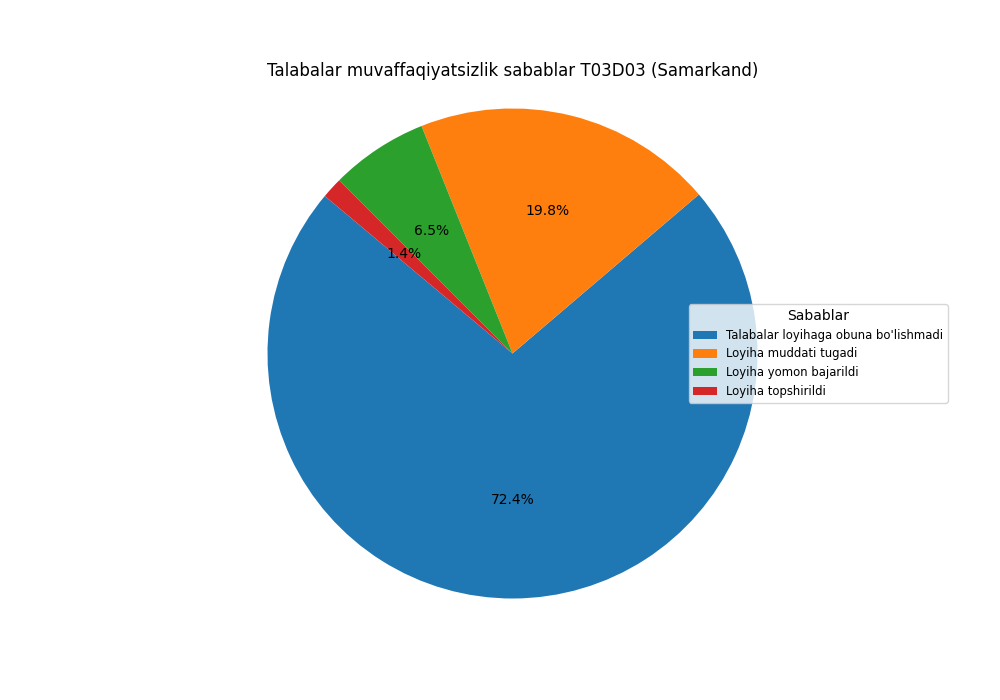 Talabalar muvaffaqiyatsizlik sabablar T03D03 (Samarkand)
19.8%
6.5%
1.4%
72.4%
Sabablar
Talabalar loyihaga obuna bo'lishmadi
Loyiha muddati tugadi
Loyiha yomon bajarildi
Loyiha topshirildi